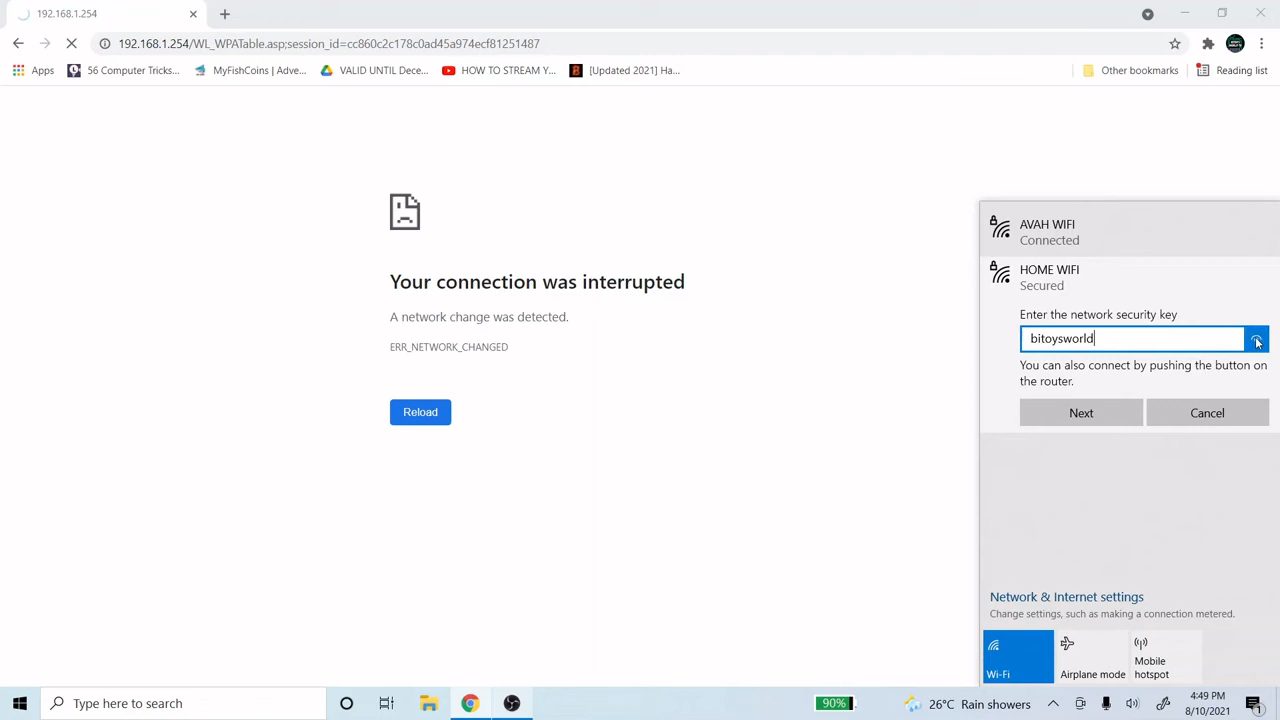 192.168.1.254
192.168.1.254/WL_WPATable.asp;session_id=cc860c2c178c0ad45a974ecf81251487
Apps
56 Computer Tricks...
MyFishCoins | Adve...
VALID UNTIL Dece...
HOW TO STREAM Y...
[Updated 2021] Ha...
Other bookmarks
Reading list
Your connection was interrupted
A network change was detected.
ERR_NETWORK_CHANGED
Reload
AVAH WIFI
Connected
HOME WIFI
Secured
Enter the network security key
bitoysworld
You can also connect by pushing the button on
the router.
Next
Cancel
Network & Internet settings
Change settings, such as making a connection metered.
Wi-Fi
Airplane mode
Mobile
hotspot
Type here to search
90%
26°C Rain showers
4:49 PM
8/10/2021
1